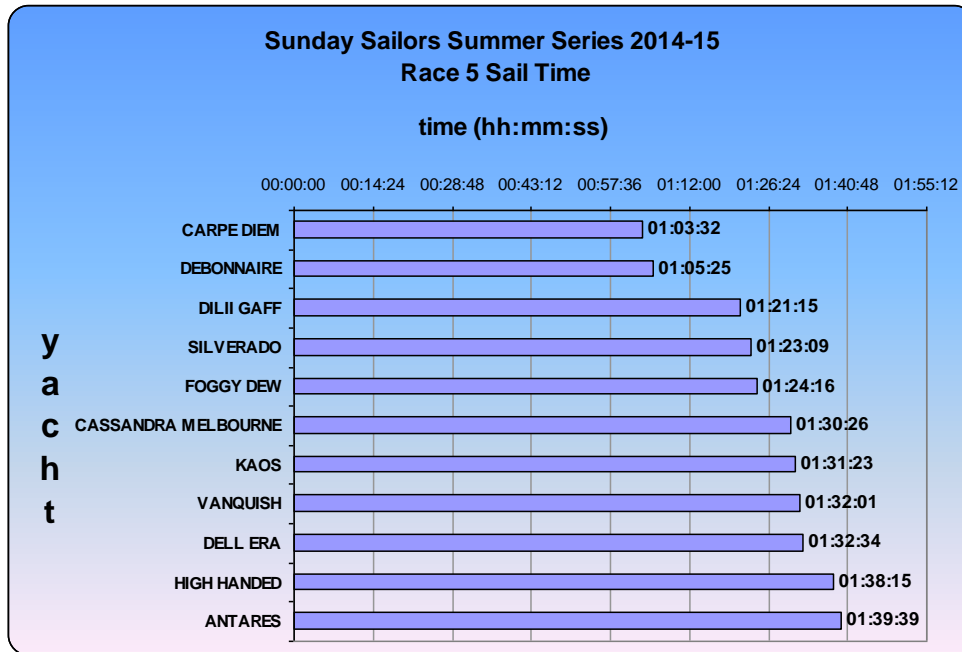 Sunday Sailors Summer Series 2014-15
Race 5 Sail Time
time (hh:mm:ss)
00:00:00 00:14:24 00:28:48 00:43:12 00:57:36 01:12:00 01:26:24 01:40:48 01:55:12
yacht
CARPE DIEM 01:03:32
DEBONNAIRE 01:05:25
DILII GAFF 01:21:15
SILVERADO 01:23:09
FOGGY DEW 01:24:16
CASSANDRA MELBOURNE 01:30:26
KAOS 01:31:23
VANQUISH 01:32:01
DELL ERA 01:32:34
HIGH HANDED 01:38:15
ANTARES 01:39:39